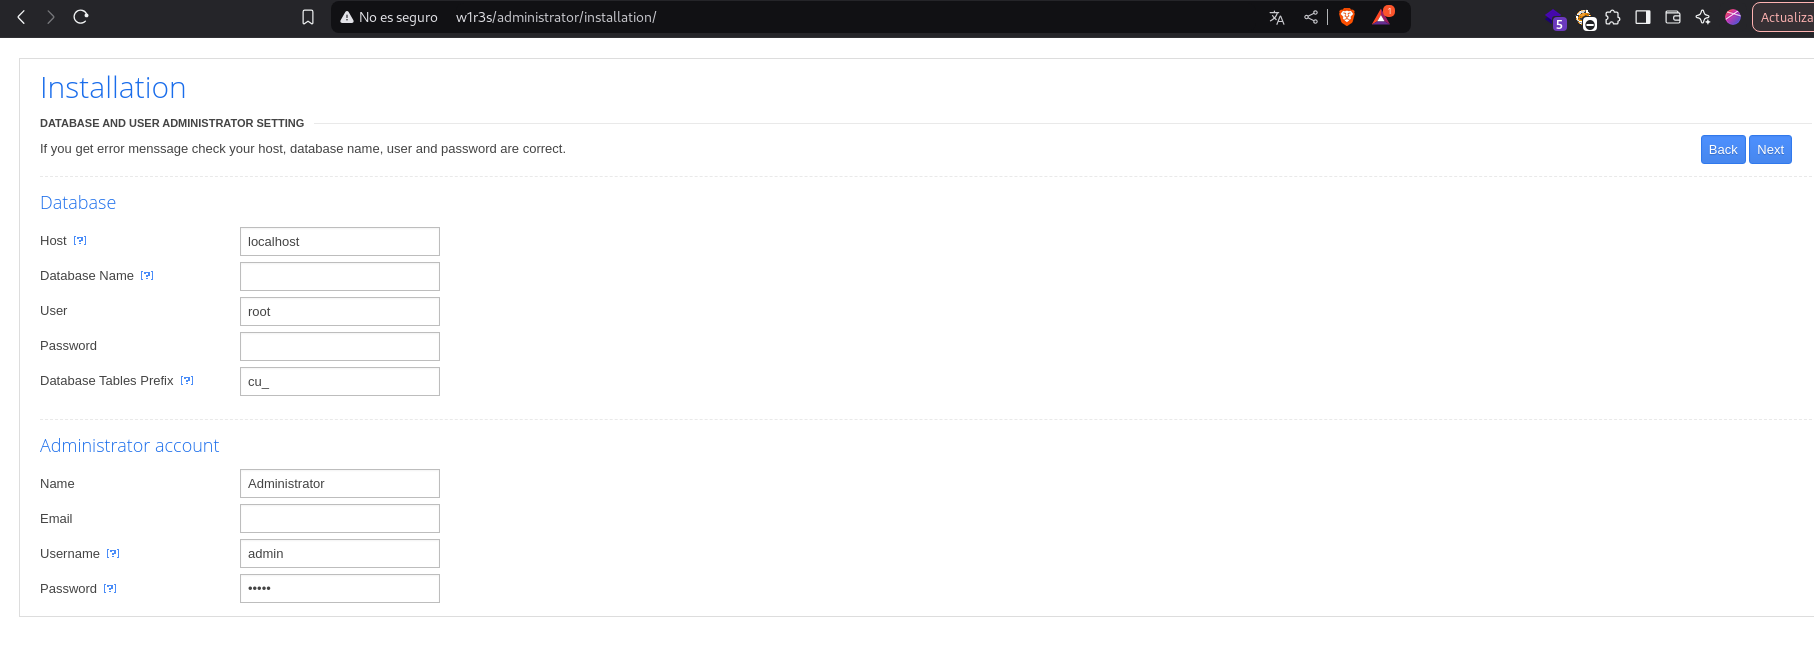 No es seguro w1r3s/administrator/installation/ 1 5 Actualiza
Installation
DATABASE AND USER ADMINISTRATOR SETTING
If you get error menssage check your host, database name, user and password are correct.
Back Next
Database
Host [?] localhost
Database Name [?]
User root
Password
Database Tables Prefix [?] cu_
Administrator account
Name Administrator
Email
Username [?] admin
Password [?] •••••